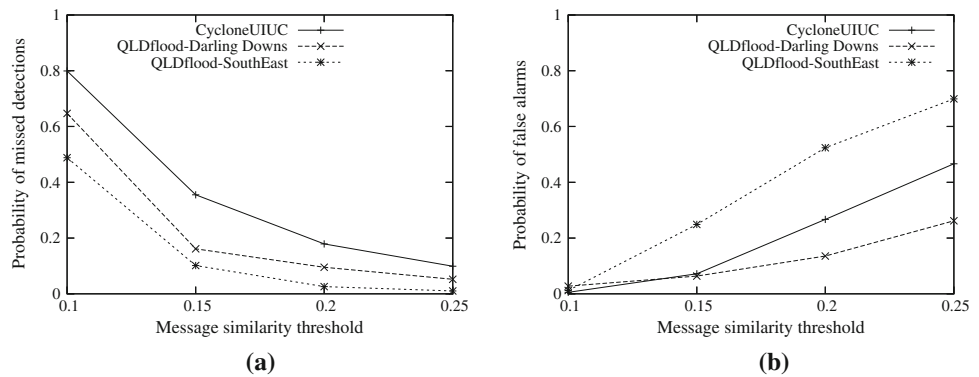 Probability of missed detections
1
0.8
0.6
0.4
0.2
0
0.1
0.15
0.2
0.25
Message similarity threshold
CycloneUIUC
QLDflood-Darling Downs
QLDflood-SouthEast
(a)
Probability of false alarms
1
0.8
0.6
0.4
0.2
0
0.1
0.15
0.2
0.25
Message similarity threshold
CycloneUIUC
QLDflood-Darling Downs
QLDflood-SouthEast
(b)